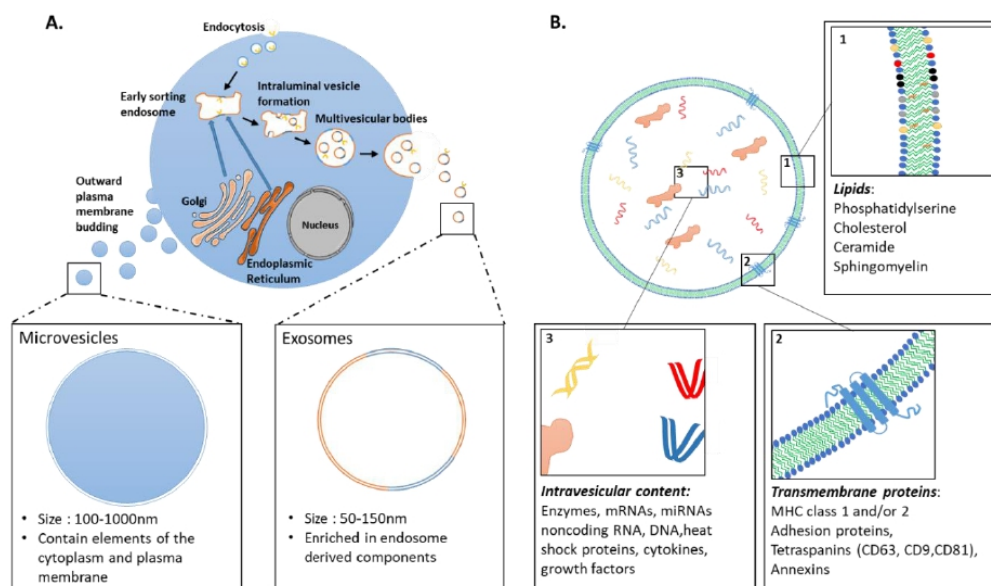 A.
Endocytosis
Early sorting
endosome
Intraluminal vesicle
formation
Multivesicular bodies
Outward
plasma
membrane
budding
Golgi
Nucleus
Endoplasmic
Reticulum
Microvesicles
• Size : 100-1000nm
• Contain elements of the
cytoplasm and plasma
membrane
Exosomes
• Size : 50-150nm
• Enriched in endosome
derived components
B.
1
2
3
1
Lipids:
Phosphatidylserine
Cholesterol
Ceramide
Sphingomyelin
3
Intravesicular content:
Enzymes, mRNAs, miRNAs
noncoding RNA, DNA,heat
shock proteins, cytokines,
growth factors
2
Transmembrane proteins:
MHC class 1 and/or 2
Adhesion proteins,
Tetraspanins (CD63, CD9,CD81),
Annexins